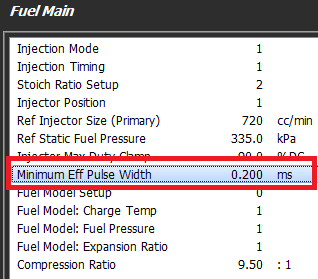 Fuel Main
Injection Mode 1
Injection Timing 1
Stoich Ratio Setup 2
Injector Position 1
Ref Injector Size (Primary) 720 cc/min
Ref Static Fuel Pressure 335.0 kPa
Injector Max Duty Clamp 90.0 %DC
Minimum Eff Pulse Width 0.200 ms
Fuel Model Setup 0
Fuel Model: Charge Temp 1
Fuel Model: Fuel Pressure 1
Fuel Model: Expansion Ratio 1
Compression Ratio 9.50 : 1